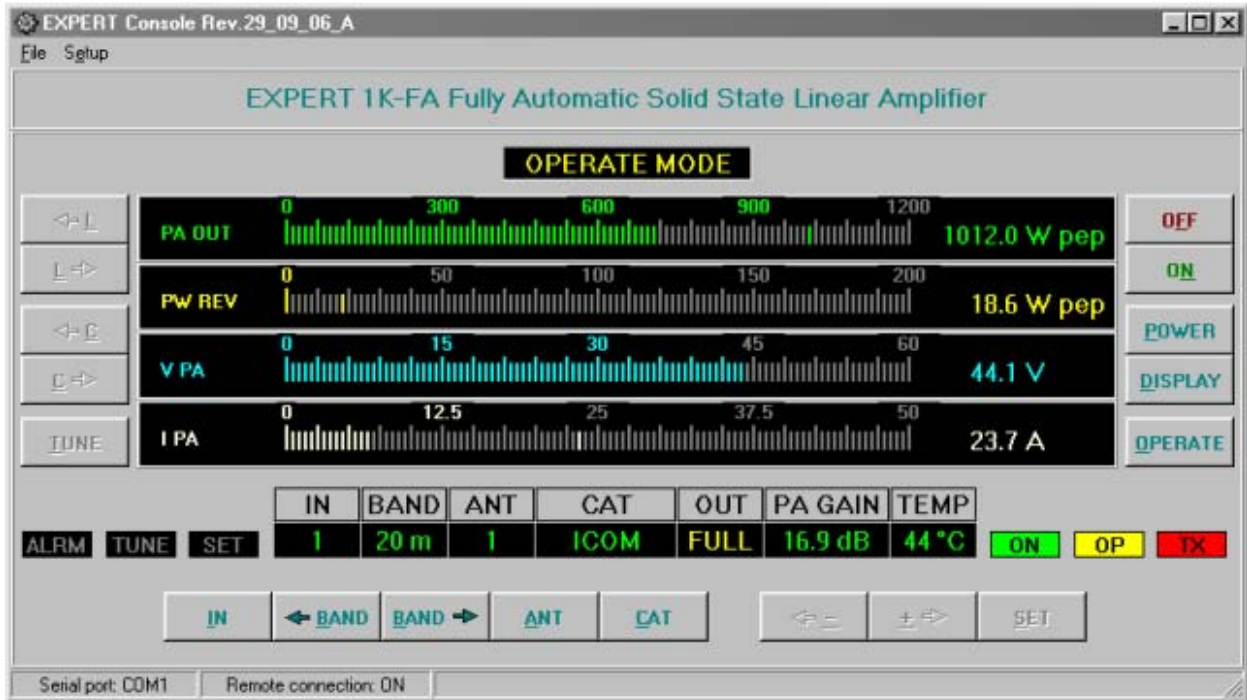 EXPERT Console Rev.29_09_06_A
File Setup
EXPERT 1K-FA Fully Automatic Solid State Linear Amplifier
OPERATE MODE
⇦ L
L ⇨
⇦ C
C ⇨
TUNE
0 300 600 900 1200
PA OUT 1012.0 W pep
0 50 100 150 200
PW REV 18.6 W pep
0 15 30 45 60
V PA 44.1 V
0 12.5 25 37.5 50
I PA 23.7 A
OFF
ON
POWER
DISPLAY
OPERATE
IN BAND ANT CAT OUT PA GAIN TEMP
ALRM TUNE SET 1 20 m 1 ICOM FULL 16.9 dB 44 °C ON OP TX
IN ← BAND BAND → ANT CAT ⇦ - + ⇨ SET
Serial port: COM1 Remote connection: ON